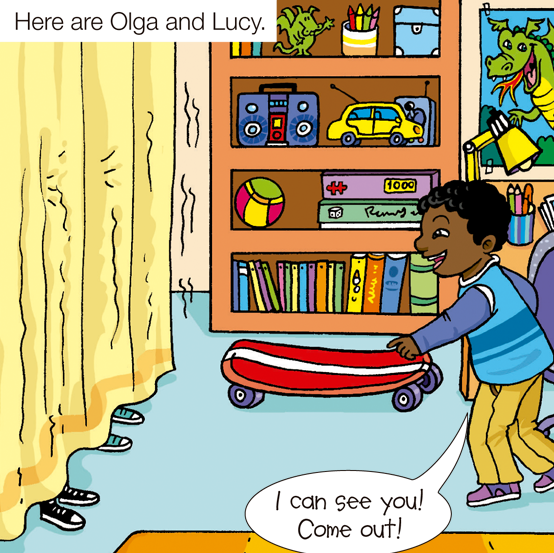 Here are Olga and Lucy.
1000
I can see you!
Come out!